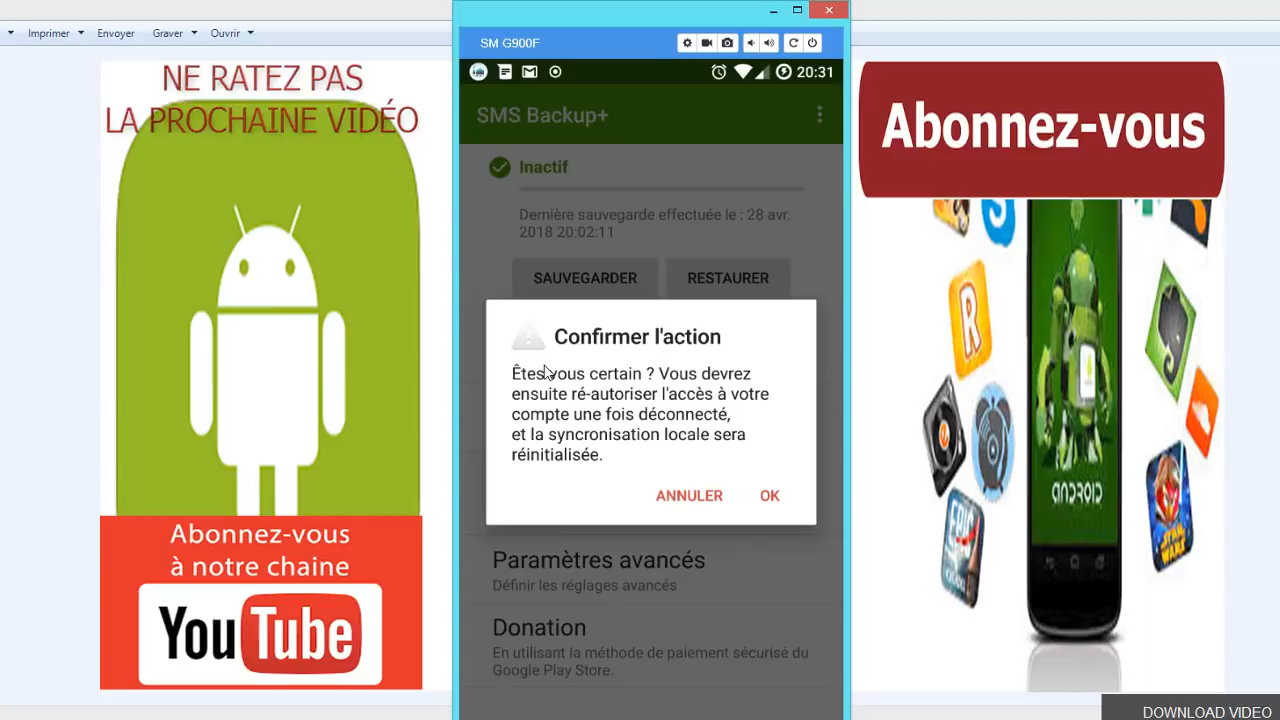 Imprimer Envoyer Graver Ouvrir
NE RATEZ PAS
LA PROCHAINE VIDÉO
Abonnez-vous
à notre chaine
YouTube
SM G900F
20:31
SMS Backup+
Inactif
Dernière sauvegarde effectuée le : 28 avr.
2018 20:02:11
SAUVEGARDER RESTAURER
Confirmer l'action
Êtes-vous certain ? Vous devrez
ensuite ré-autoriser l'accès à votre
compte une fois déconnecté,
et la syncronisation locale sera
réinitialisée.
ANNULER OK
Paramètres avancés
Définir les réglages avancés
Donation
En utilisant la méthode de paiement sécurisé du
Google Play Store.
Abonnez-vous
ANDROID
EPIC
STAR
WARS
DOWNLOAD VIDEO